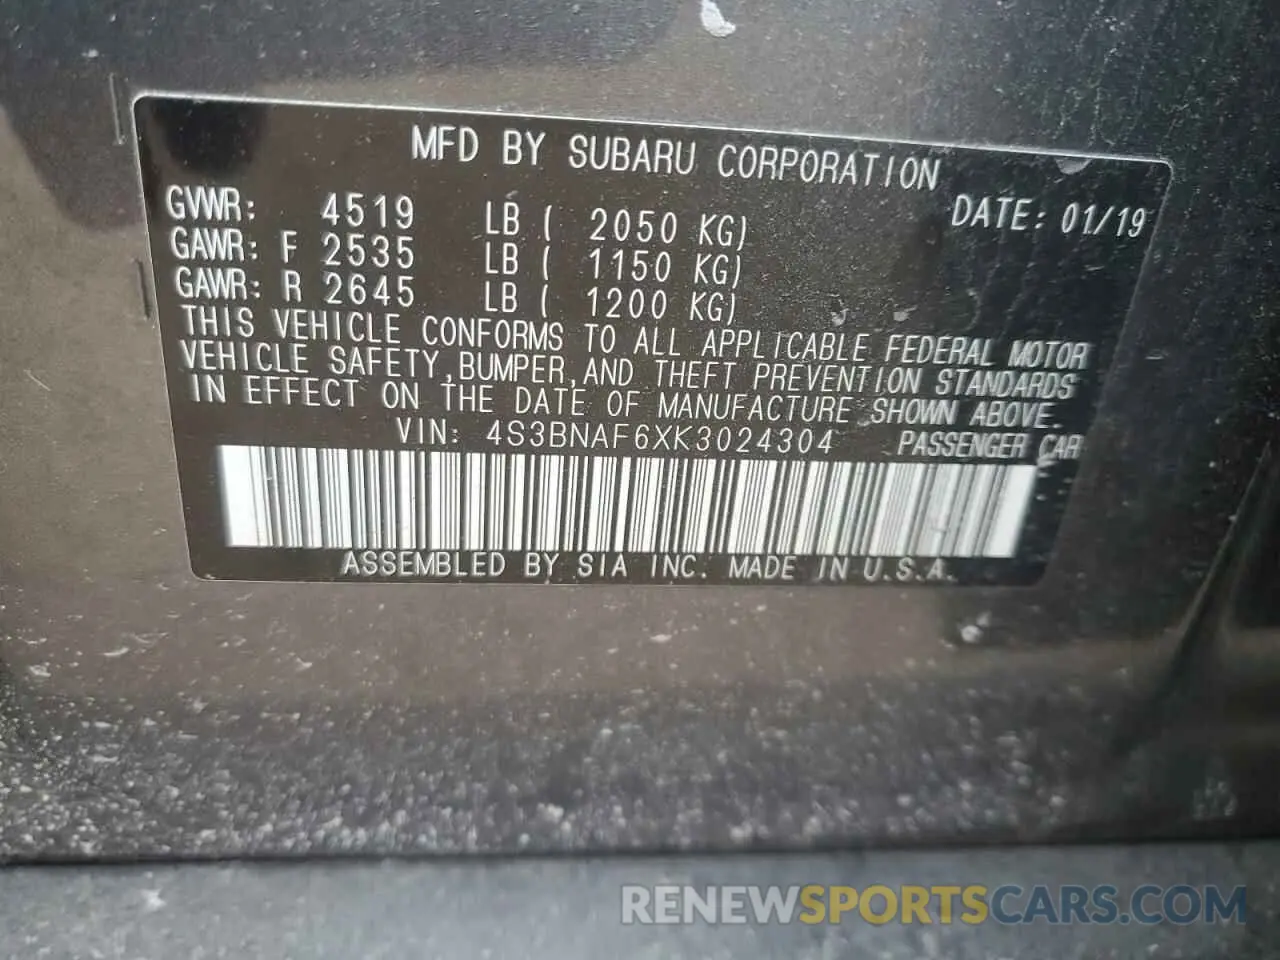 MFD BY SUBARU CORPORATION
GVWR: 4519 LB ( 2050 KG) DATE: 01/19
GAWR: F 2535 LB ( 1150 KG)
GAWR: R 2645 LB ( 1200 KG)
THIS VEHICLE CONFORMS TO ALL APPLICABLE FEDERAL MOTOR
VEHICLE SAFETY, BUMPER, AND THEFT PREVENTION STANDARDS
IN EFFECT ON THE DATE OF MANUFACTURE SHOWN ABOVE.
VIN: 4S3BNAF6XK3024304 PASSENGER CAR
ASSEMBLED BY SIA INC. MADE IN U.S.A.
RENEWSPORTSCARS.COM